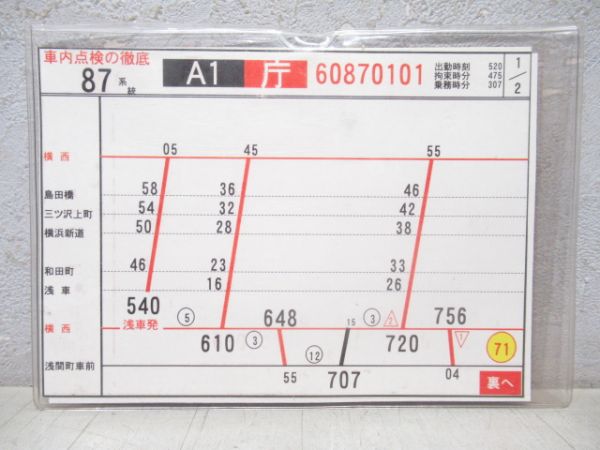 車内点検の徹底
87 系統 A1 庁 60870101
出勤時刻 520
拘束時分 475
乗務時分 307
1/2
05 45 55
横西
島田橋 58 36 46
三ツ沢上町 54 32 42
横浜新道 50 28 38
和田町 46 23 33
浅車 16 26
540 648 756
横西 浅車発 ⑤ 15 ③ 2 71
610 ③ 720 1
浅間町車前 ⑫
55 707 04
裏へ